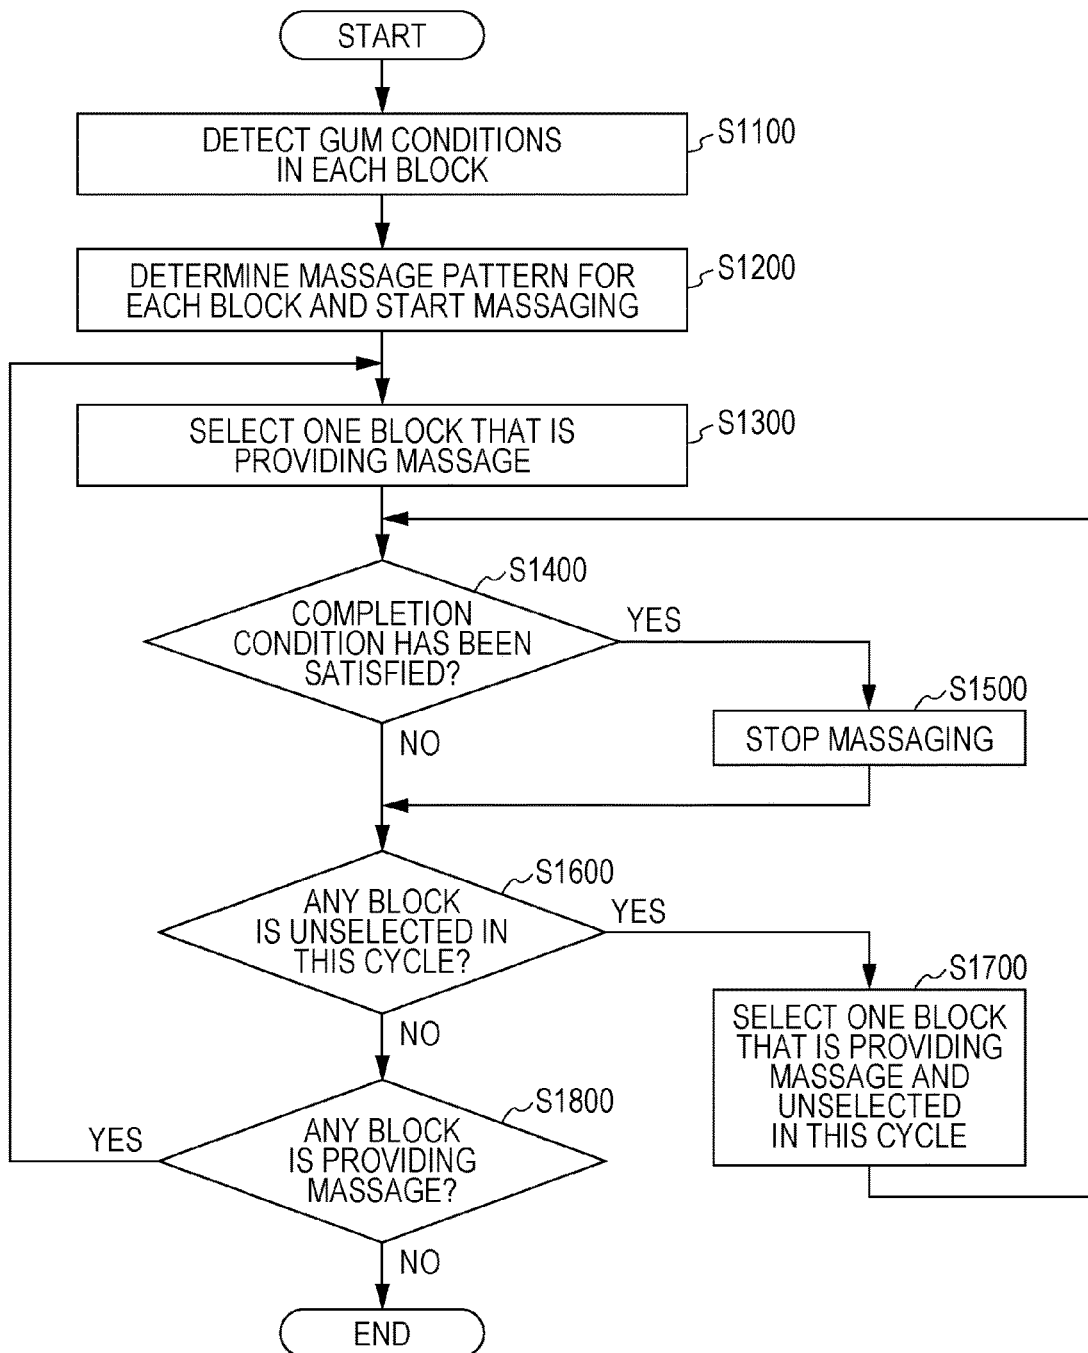 START
DETECT GUM CONDITIONS
IN EACH BLOCK
S1100
DETERMINE MASSAGE PATTERN FOR
EACH BLOCK AND START MASSAGING
S1200
SELECT ONE BLOCK THAT IS
PROVIDING MASSAGE
S1300
S1400
COMPLETION
CONDITION HAS BEEN
SATISFIED?
YES
NO
S1500
STOP MASSAGING
S1600
ANY BLOCK
IS UNSELECTED IN
THIS CYCLE?
YES
NO
S1700
SELECT ONE BLOCK
THAT IS PROVIDING
MASSAGE AND
UNSELECTED
IN THIS CYCLE
S1800
ANY BLOCK
IS PROVIDING
MASSAGE?
YES
NO
END